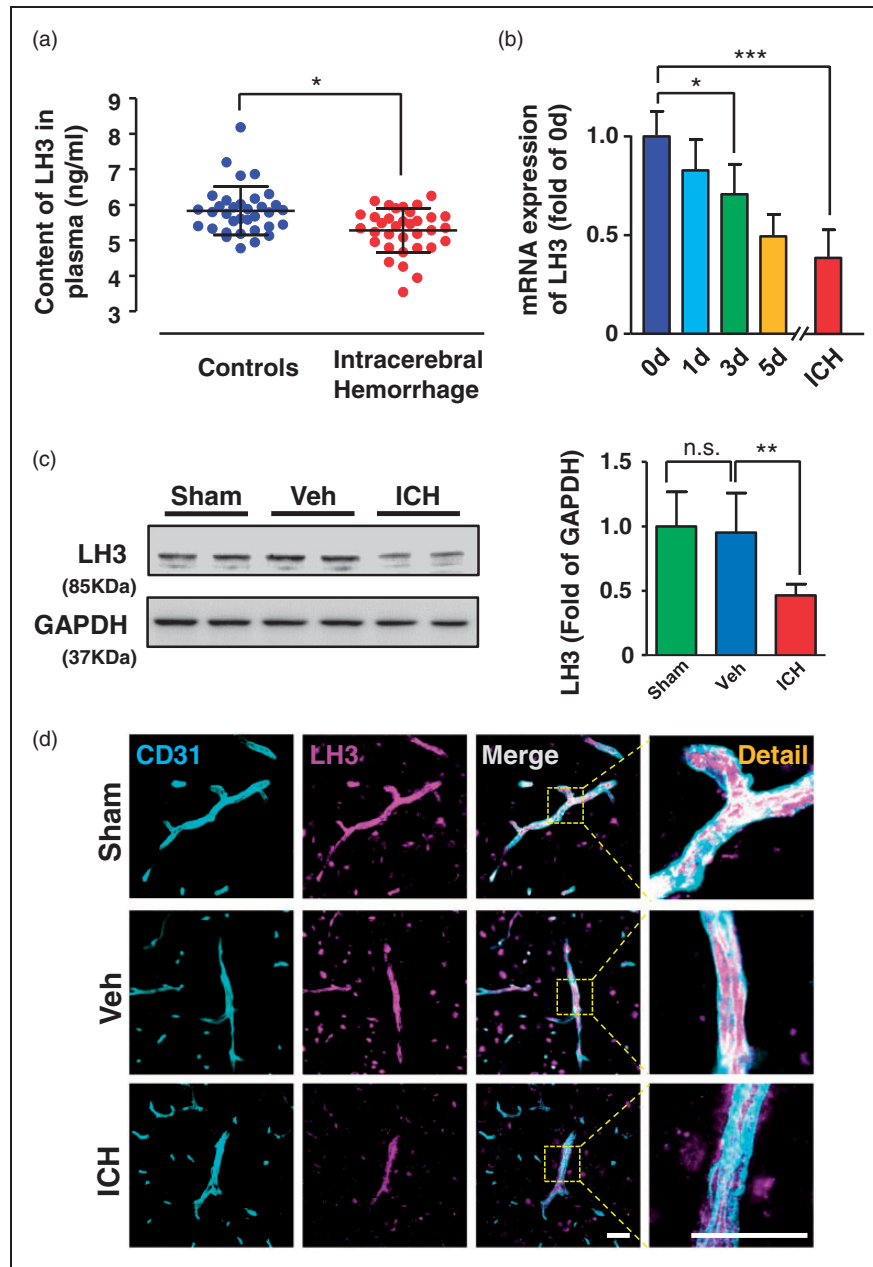 (a)
*
Content of LH3 in
plasma (ng/ml)
9
8
7
6
5
4
3
Controls
Intracerebral
Hemorrhage
(b)
***
*
mRNA expression
of LH3 (fold of 0d)
1.0
0.5
0
0d
1d
3d
5d
ICH
(c)
Sham
Veh
ICH
LH3
(85KDa)
GAPDH
(37KDa)
n.s.
**
LH3 (Fold of GAPDH)
1.5
1.0
0.5
0
Sham
Veh
ICH
(d)
CD31
LH3
Merge
Detail
Sham
Veh
ICH